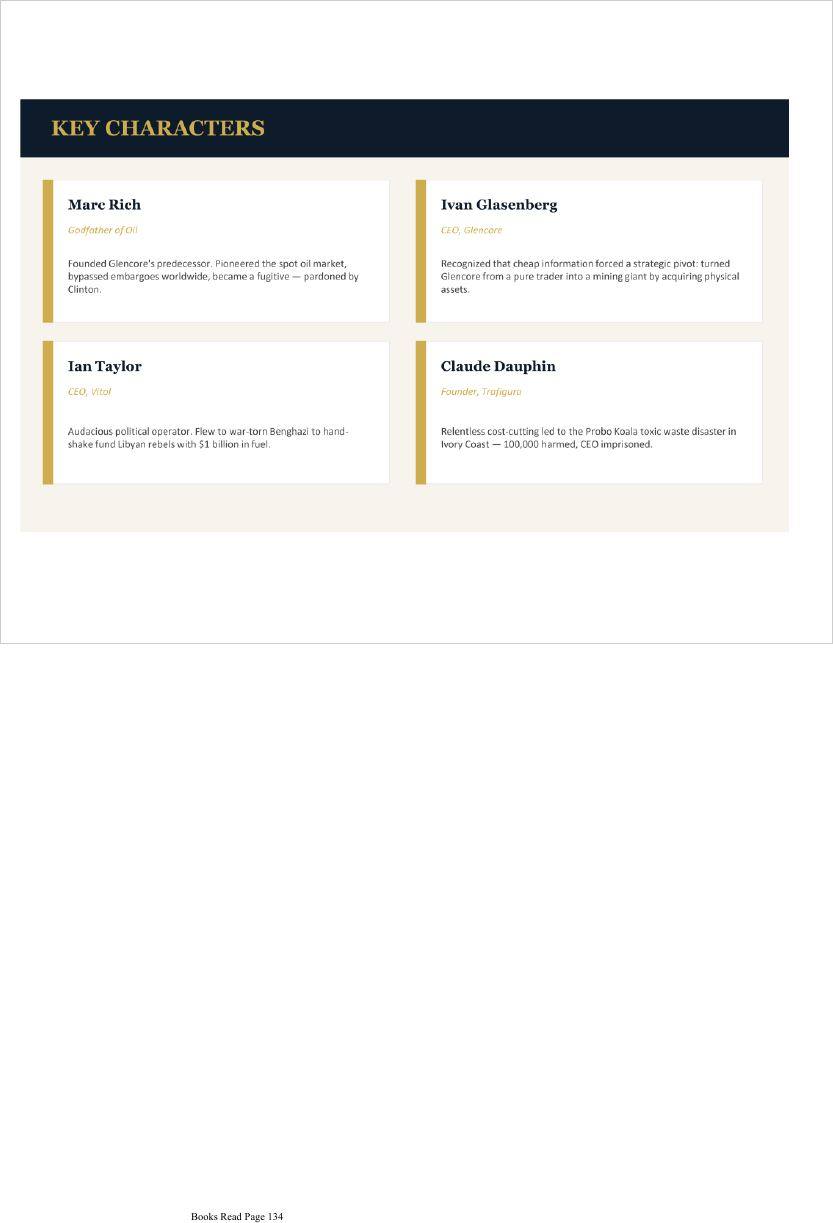 KEY CHARACTERS
Marc Rich
Godfather of Oil
Founded Glencore's predecessor. Pioneered the spot oil market,
bypassed embargoes worldwide, became a fugitive — pardoned by
Clinton.
Ivan Glasenberg
CEO, Glencore
Recognized that cheap information forced a strategic pivot: turned
Glencore from a pure trader into a mining giant by acquiring physical
assets.
Ian Taylor
CEO, Vitol
Audacious political operator. Flew to war-torn Benghazi to hand-
shake fund Libyan rebels with $1 billion in fuel.
Claude Dauphin
Founder, Trafigura
Relentless cost-cutting led to the Probo Koala toxic waste disaster in
Ivory Coast — 100,000 harmed, CEO imprisoned.
Books Read Page 134